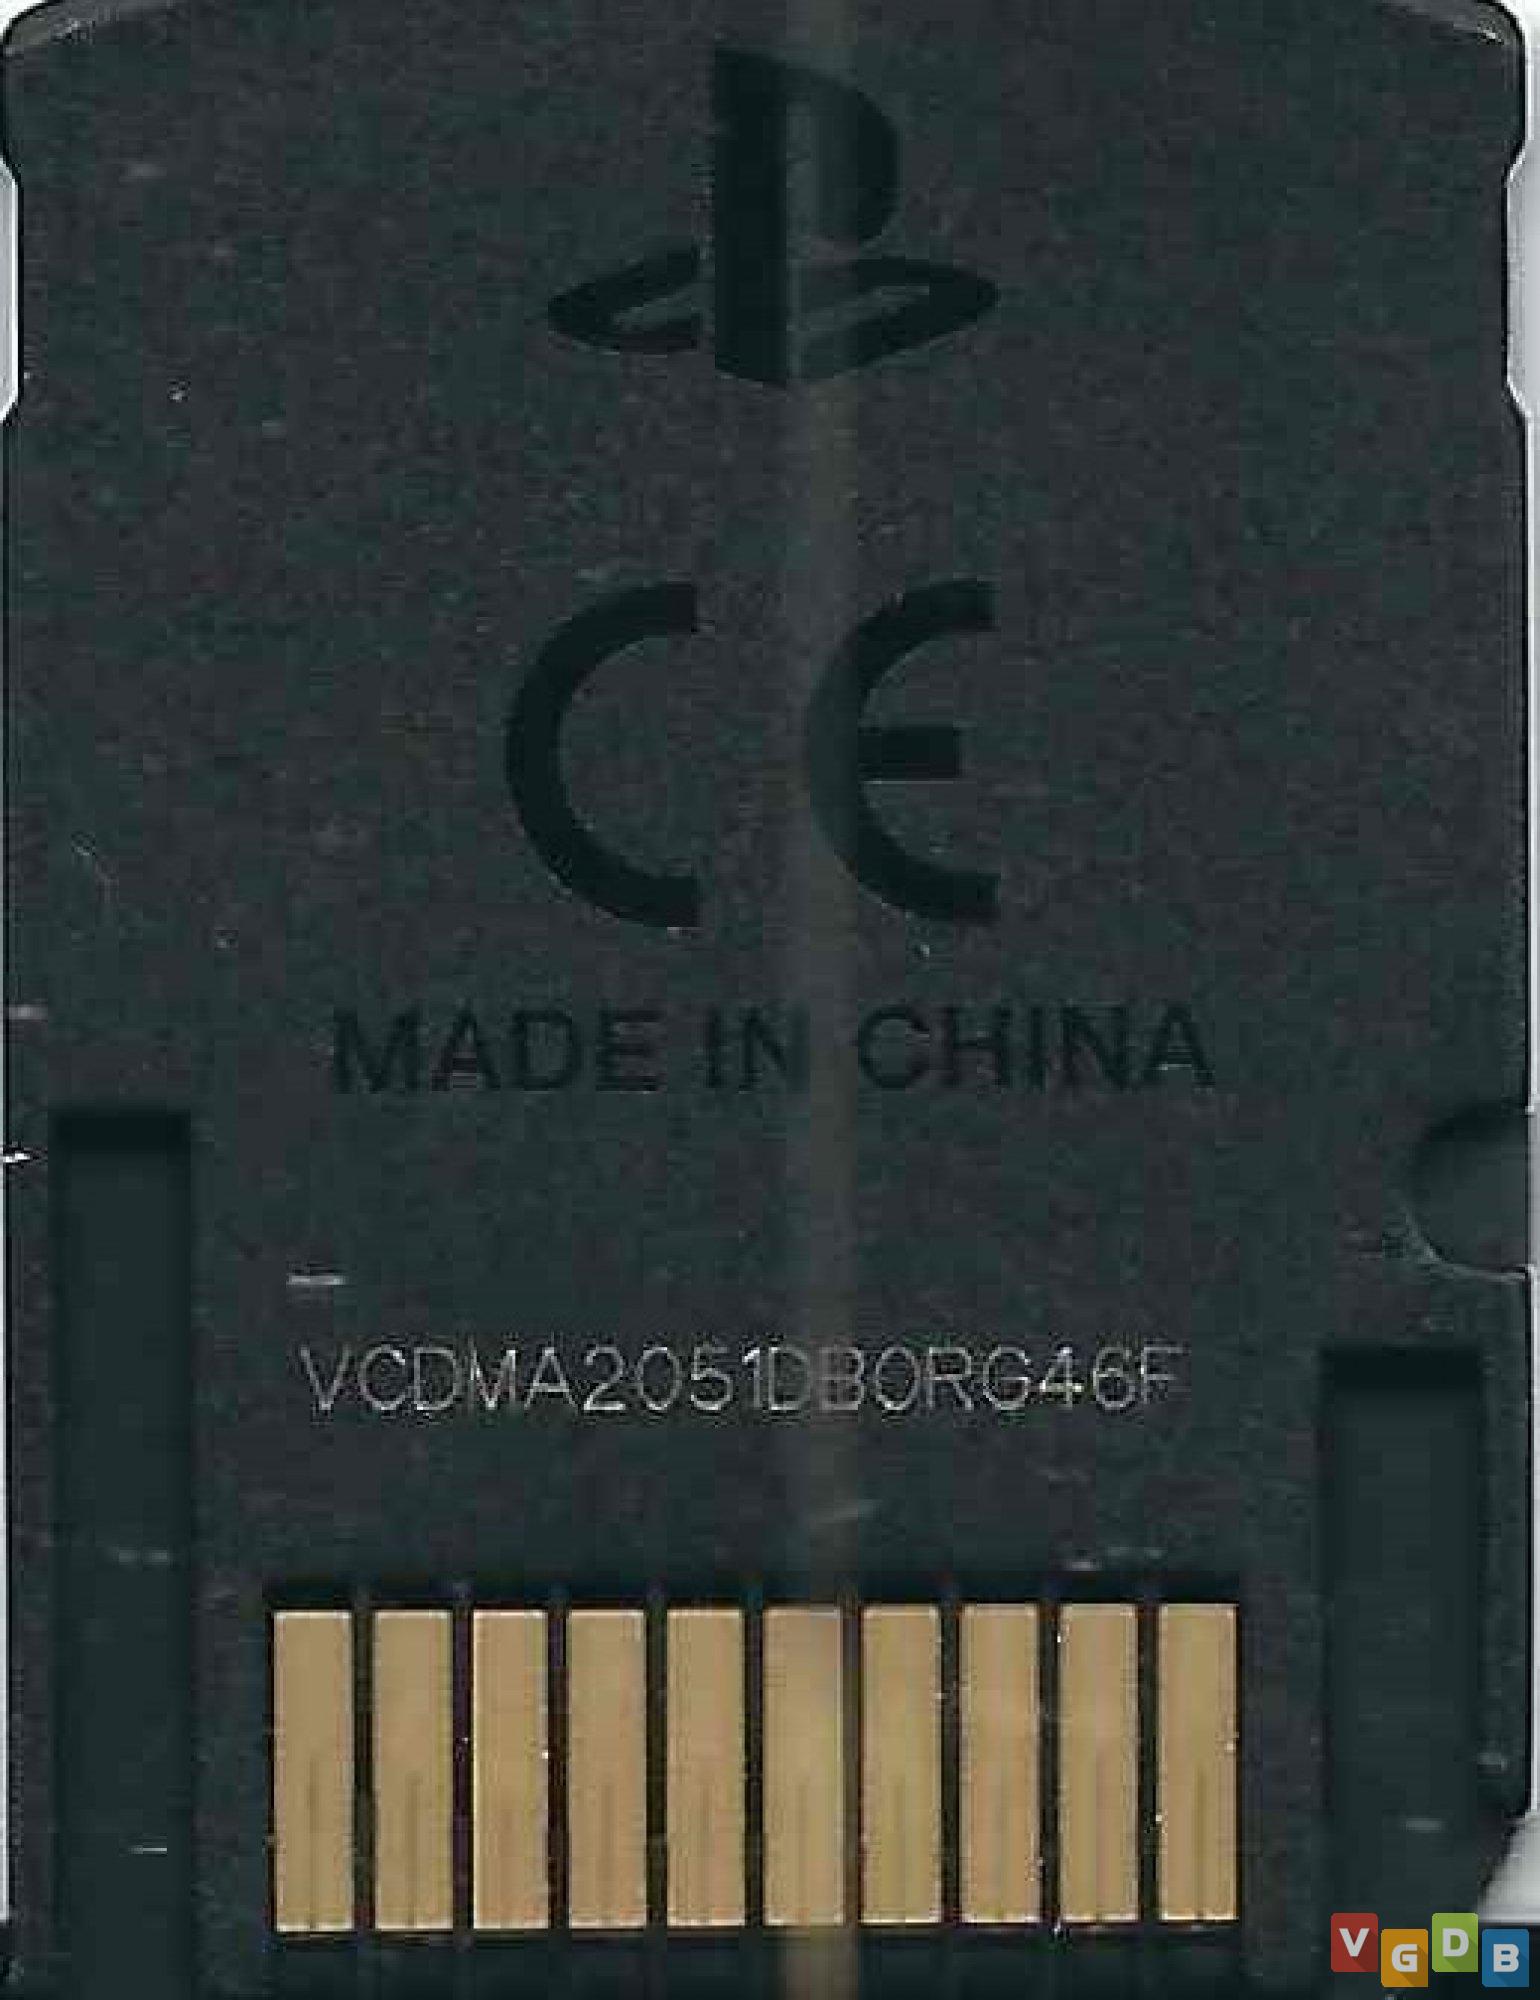 CE
MADE IN CHINA
VCDMA2051DB0RG46F
VGDB